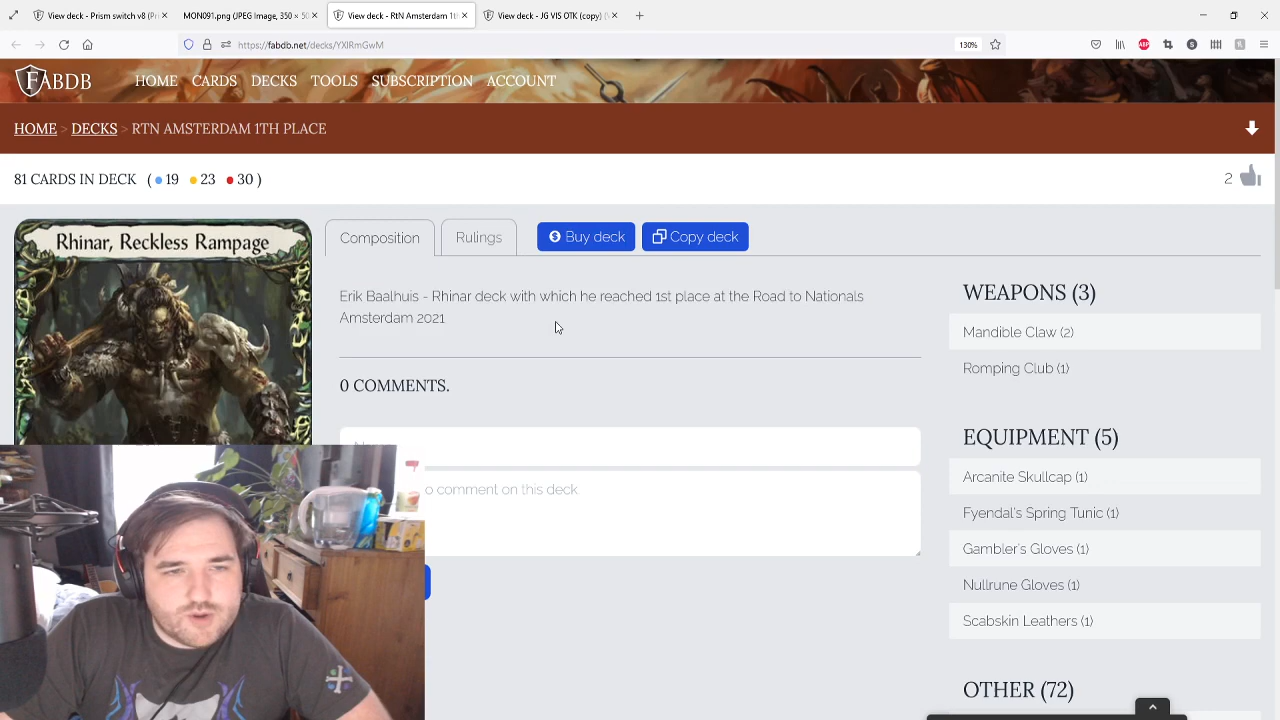 View deck - Prism switch v8 (Pri
MON091.png (JPEG Image, 350 × 50
View deck - RtN Amsterdam 1th
View deck - JG VIS OTK (copy) (V
https://fabdb.net/decks/YXlRmGwM
130%
FABDB
HOME CARDS DECKS TOOLS SUBSCRIPTION ACCOUNT
HOME > DECKS > RTN AMSTERDAM 1TH PLACE
81 CARDS IN DECK ( 19 23 30 )
2
Rhinar, Reckless Rampage
Composition
Rulings
Buy deck
Copy deck
Erik Baalhuis - Rhinar deck with which he reached 1st place at the Road to Nationals
Amsterdam 2021
0 COMMENTS.
o comment on this deck
WEAPONS (3)
Mandible Claw (2)
Romping Club (1)
EQUIPMENT (5)
Arcanite Skullcap (1)
Fyendal's Spring Tunic (1)
Gambler's Gloves (1)
Nullrune Gloves (1)
Scabskin Leathers (1)
OTHER (72)